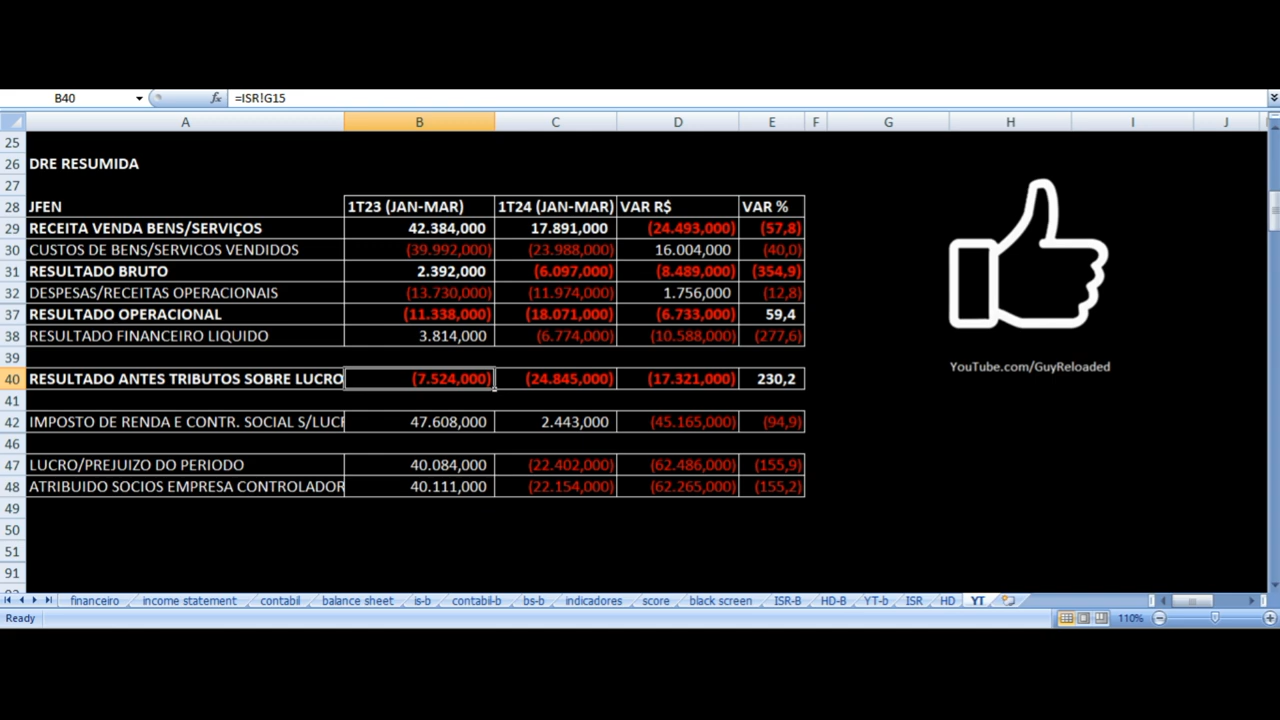 B40 fx =ISR!G15
A B C D E F G H I J
25
26 DRE RESUMIDA
27
28 JFEN 1T23 (JAN-MAR) 1T24 (JAN-MAR) VAR R$ VAR %
29 RECEITA VENDA BENS/SERVIÇOS 42.384,000 17.891,000 (24.493,000) (57,8)
30 CUSTOS DE BENS/SERVICOS VENDIDOS (39.992,000) (23.988,000) 16.004,000 (40,0)
31 RESULTADO BRUTO 2.392,000 (6.097,000) (8.489,000) (354,9)
32 DESPESAS/RECEITAS OPERACIONAIS (13.730,000) (11.974,000) 1.756,000 (12,8)
37 RESULTADO OPERACIONAL (11.338,000) (18.071,000) (6.733,000) 59,4
38 RESULTADO FINANCEIRO LIQUIDO 3.814,000 (6.774,000) (10.588,000) (277,6)
39
YouTube.com/GuyReloaded
40 RESULTADO ANTES TRIBUTOS SOBRE LUCRO (7.524,000) (24.845,000) (17.321,000) 230,2
41
42 IMPOSTO DE RENDA E CONTR. SOCIAL S/LUCR 47.608,000 2.443,000 (45.165,000) (94,9)
46
47 LUCRO/PREJUIZO DO PERIODO 40.084,000 (22.402,000) (62.486,000) (155,9)
48 ATRIBUIDO SOCIOS EMPRESA CONTROLADOR 40.111,000 (22.154,000) (62.265,000) (155,2)
49
50
51
91
financeiro income statement contabil balance sheet is-b contabil-b bs-b indicadores score black screen ISR-B HD-B YT-b ISR HD YT
Ready 110%